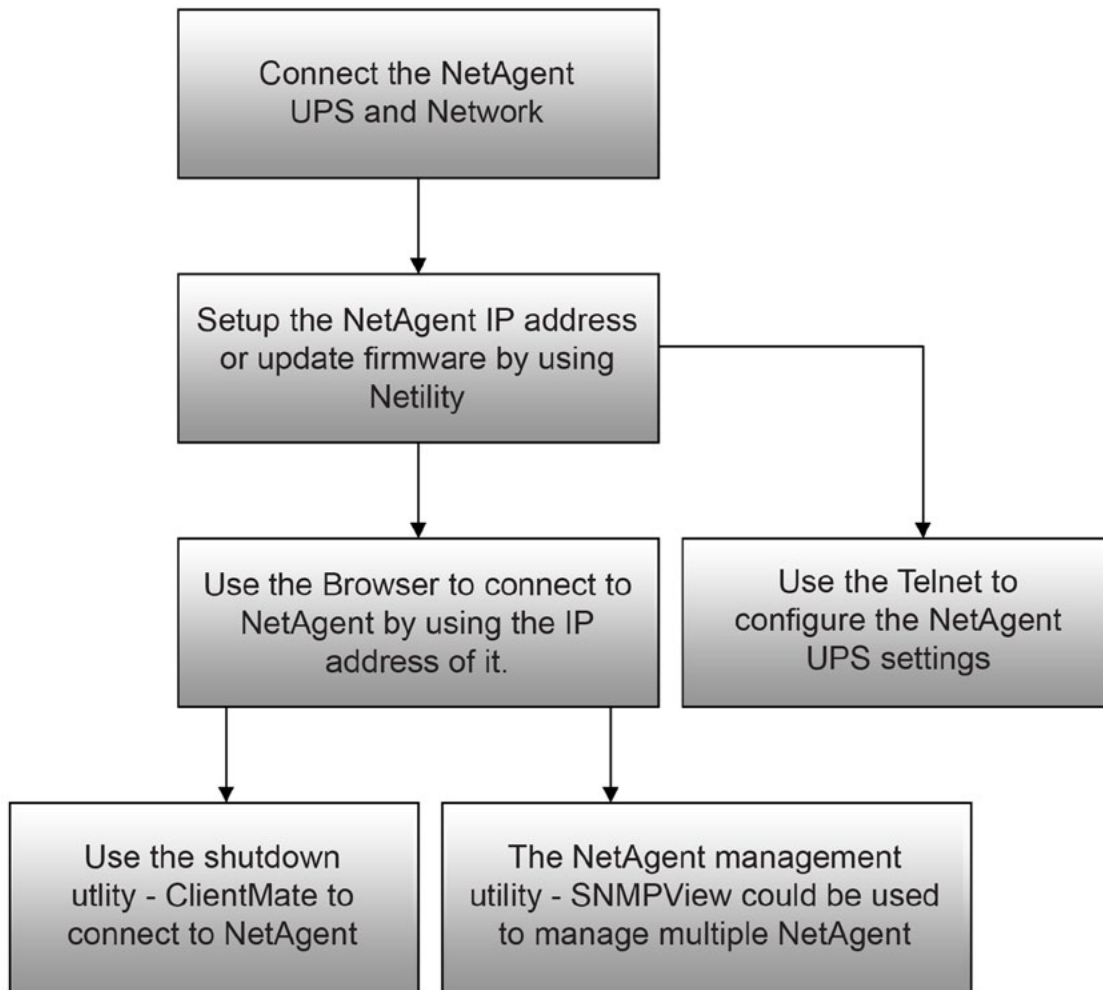 Connect the NetAgent
UPS and Network
Setup the NetAgent IP address
or update firmware by using
Netility
Use the Browser to connect to
NetAgent by using the IP
address of it.
Use the Telnet to
configure the NetAgent
UPS settings
Use the shutdown
utlity - ClientMate to
connect to NetAgent
The NetAgent management
utility - SNMPView could be used
to manage multiple NetAgent